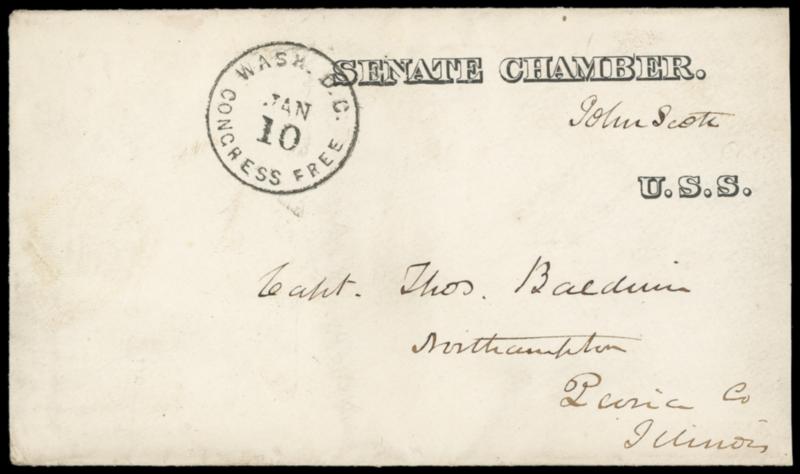 SENATE CHAMBER.
WASH. D.C.
JAN
10
CONGRESS FREE
John Scott
U.S.S.
Capt. Thos. Baldwin
Northampton
Peoria Co
Illinois